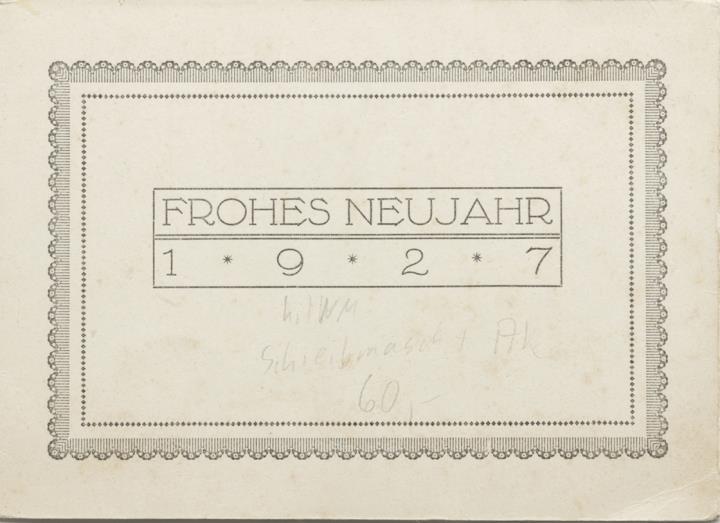 FROHES NEUJAHR
1 * 9 * 2 * 7
60,-